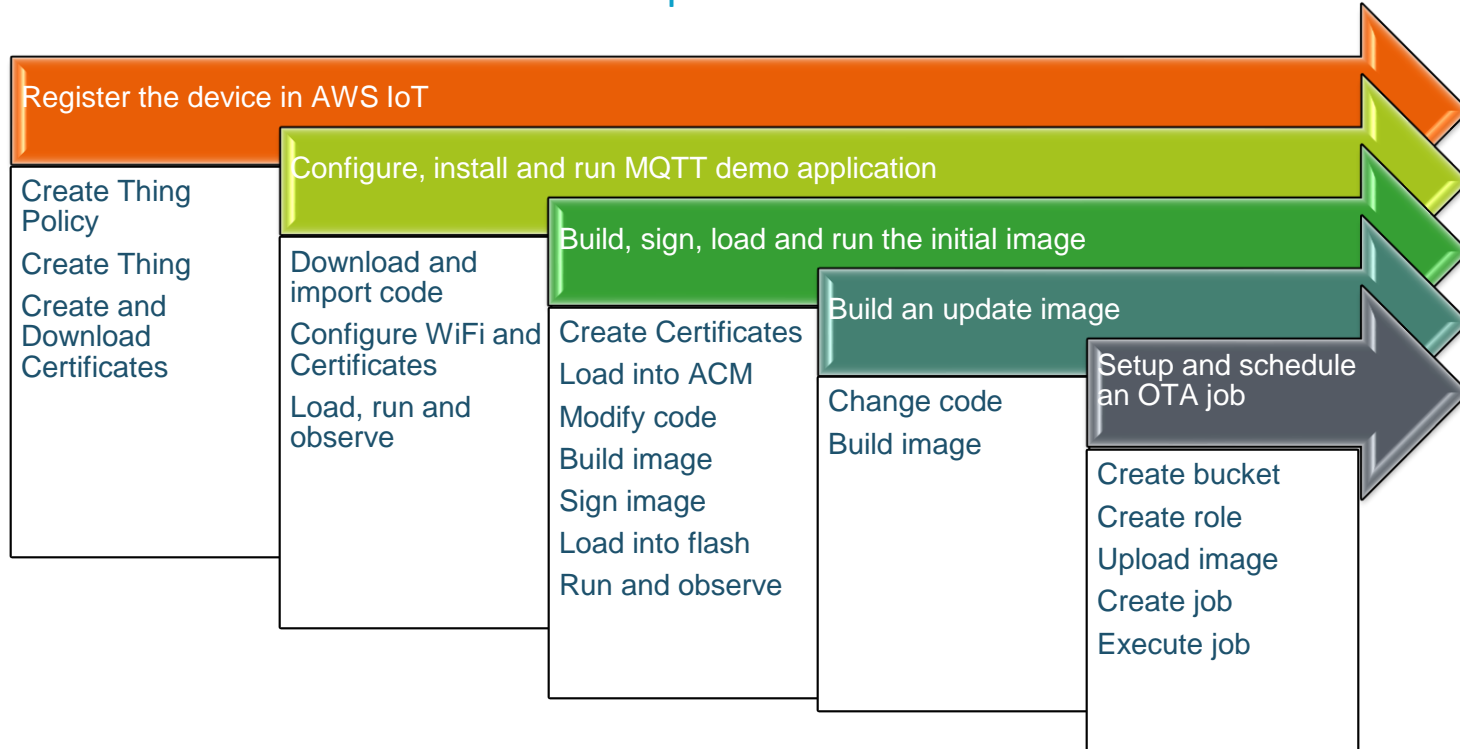 Register the device in AWS IoT
Create Thing
Policy
Create Thing
Create and
Download
Certificates
Configure, install and run MQTT demo application
Download and
import code
Configure WiFi and
Certificates
Load, run and
observe
Build, sign, load and run the initial image
Create Certificates
Load into ACM
Modify code
Build image
Sign image
Load into flash
Run and observe
Build an update image
Change code
Build image
Setup and schedule
an OTA job
Create bucket
Create role
Upload image
Create job
Execute job